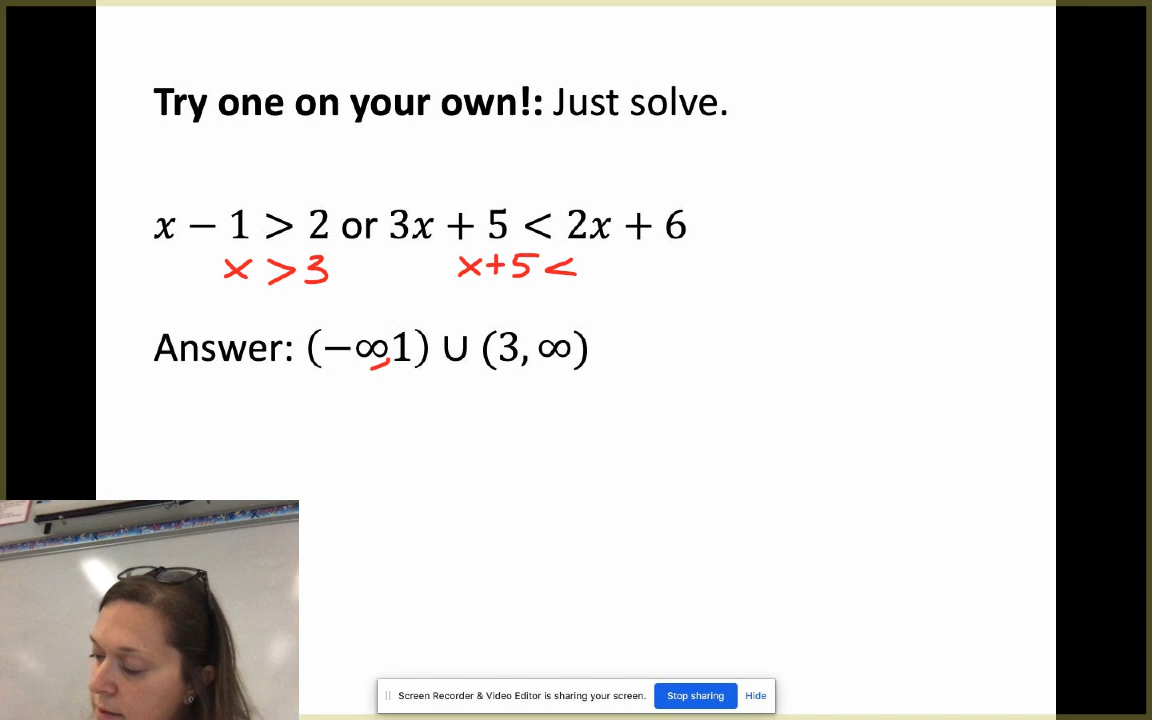 Try one on your own!: Just solve.
x − 1 > 2 or 3x + 5 < 2x + 6
x > 3 x+5 <
Answer: (−∞,1) ∪ (3, ∞)
Screen Recorder & Video Editor is sharing your screen. Stop sharing Hide